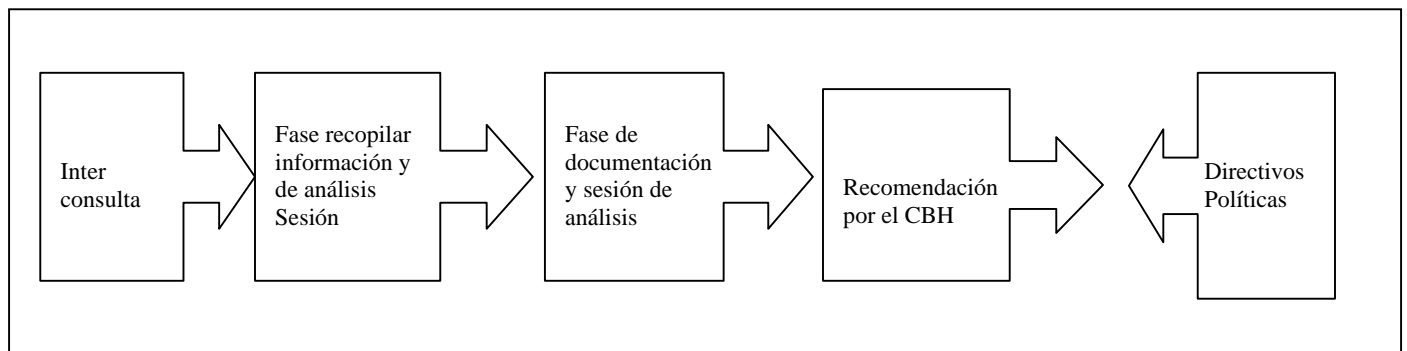 Inter
consulta
Fase recopilar
información y
de análisis
Sesión
Fase de
documentación
y sesión de
análisis
Recomendación
por el CBH
Directivos
Políticas